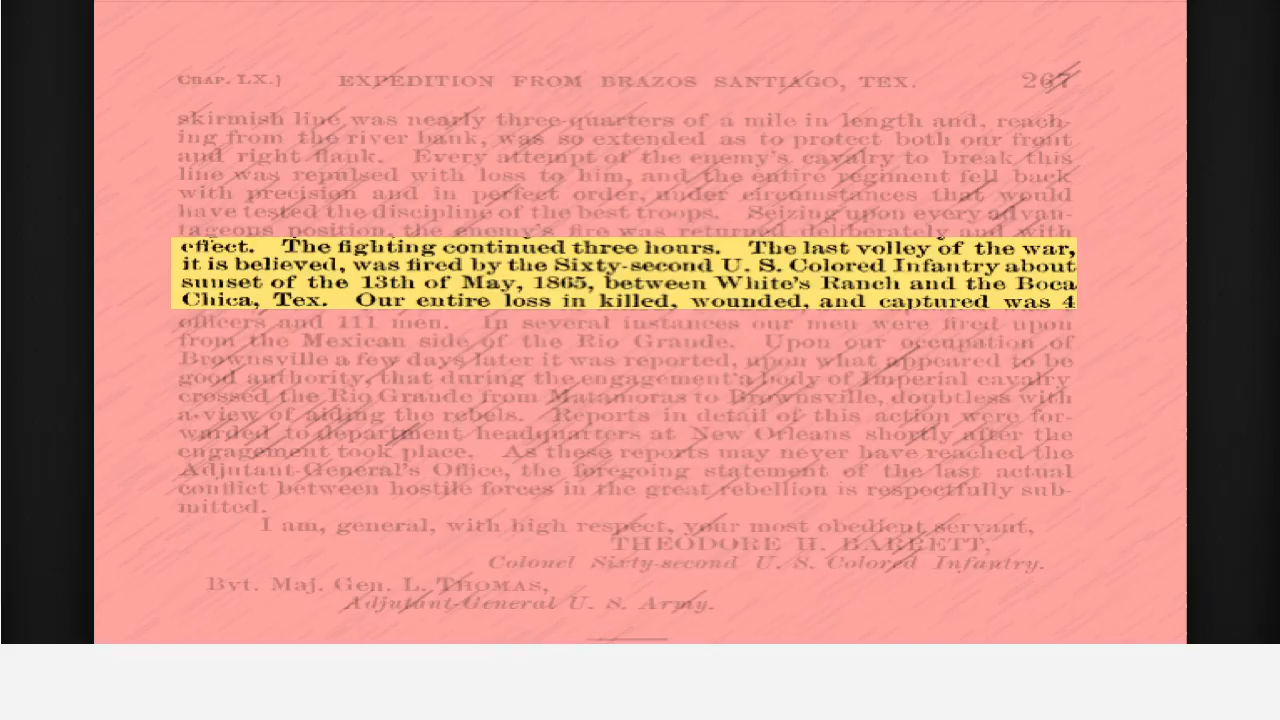 CHAP. LX.] EXPEDITION FROM BRAZOS SANTIAGO, TEX. 267
skirmish line was nearly three-quarters of a mile in length and, reach-
ing from the river bank, was so extended as to protect both our front
and right flank. Every attempt of the enemy's cavalry to break this
line was repulsed with loss to him, and the entire regiment fell back
with precision and in perfect order, under circumstances that would
have tested the discipline of the best troops. Seizing upon every advan-
tageous position, the enemy's fire was returned deliberately and with
effect. The fighting continued three hours. The last volley of the war,
it is believed, was fired by the Sixty-second U. S. Colored Infantry about
sunset of the 13th of May, 1865, between White's Ranch and the Boca
Chica, Tex. Our entire loss in killed, wounded, and captured was 4
officers and 111 men. In several instances our men were fired upon
from the Mexican side of the Rio Grande. Upon our occupation of
Brownsville a few days later it was reported, upon what appeared to be
good authority, that during the engagement a body of Imperial cavalry
crossed the Rio Grande from Matamoras to Brownsville, doubtless with
a view of aiding the rebels. Reports in detail of this action were for-
warded to department headquarters at New Orleans shortly after the
engagement took place. As these reports may never have reached the
Adjutant-General's Office, the foregoing statement of the last actual
conflict between hostile forces in the great rebellion is respectfully sub-
mitted.
I am, general, with high respect, your most obedient servant,
THEODORE H. BARRETT,
Colonel Sixty-second U. S. Colored Infantry.
Bvt. Maj. Gen. L. THOMAS,
Adjutant-General U. S. Army.